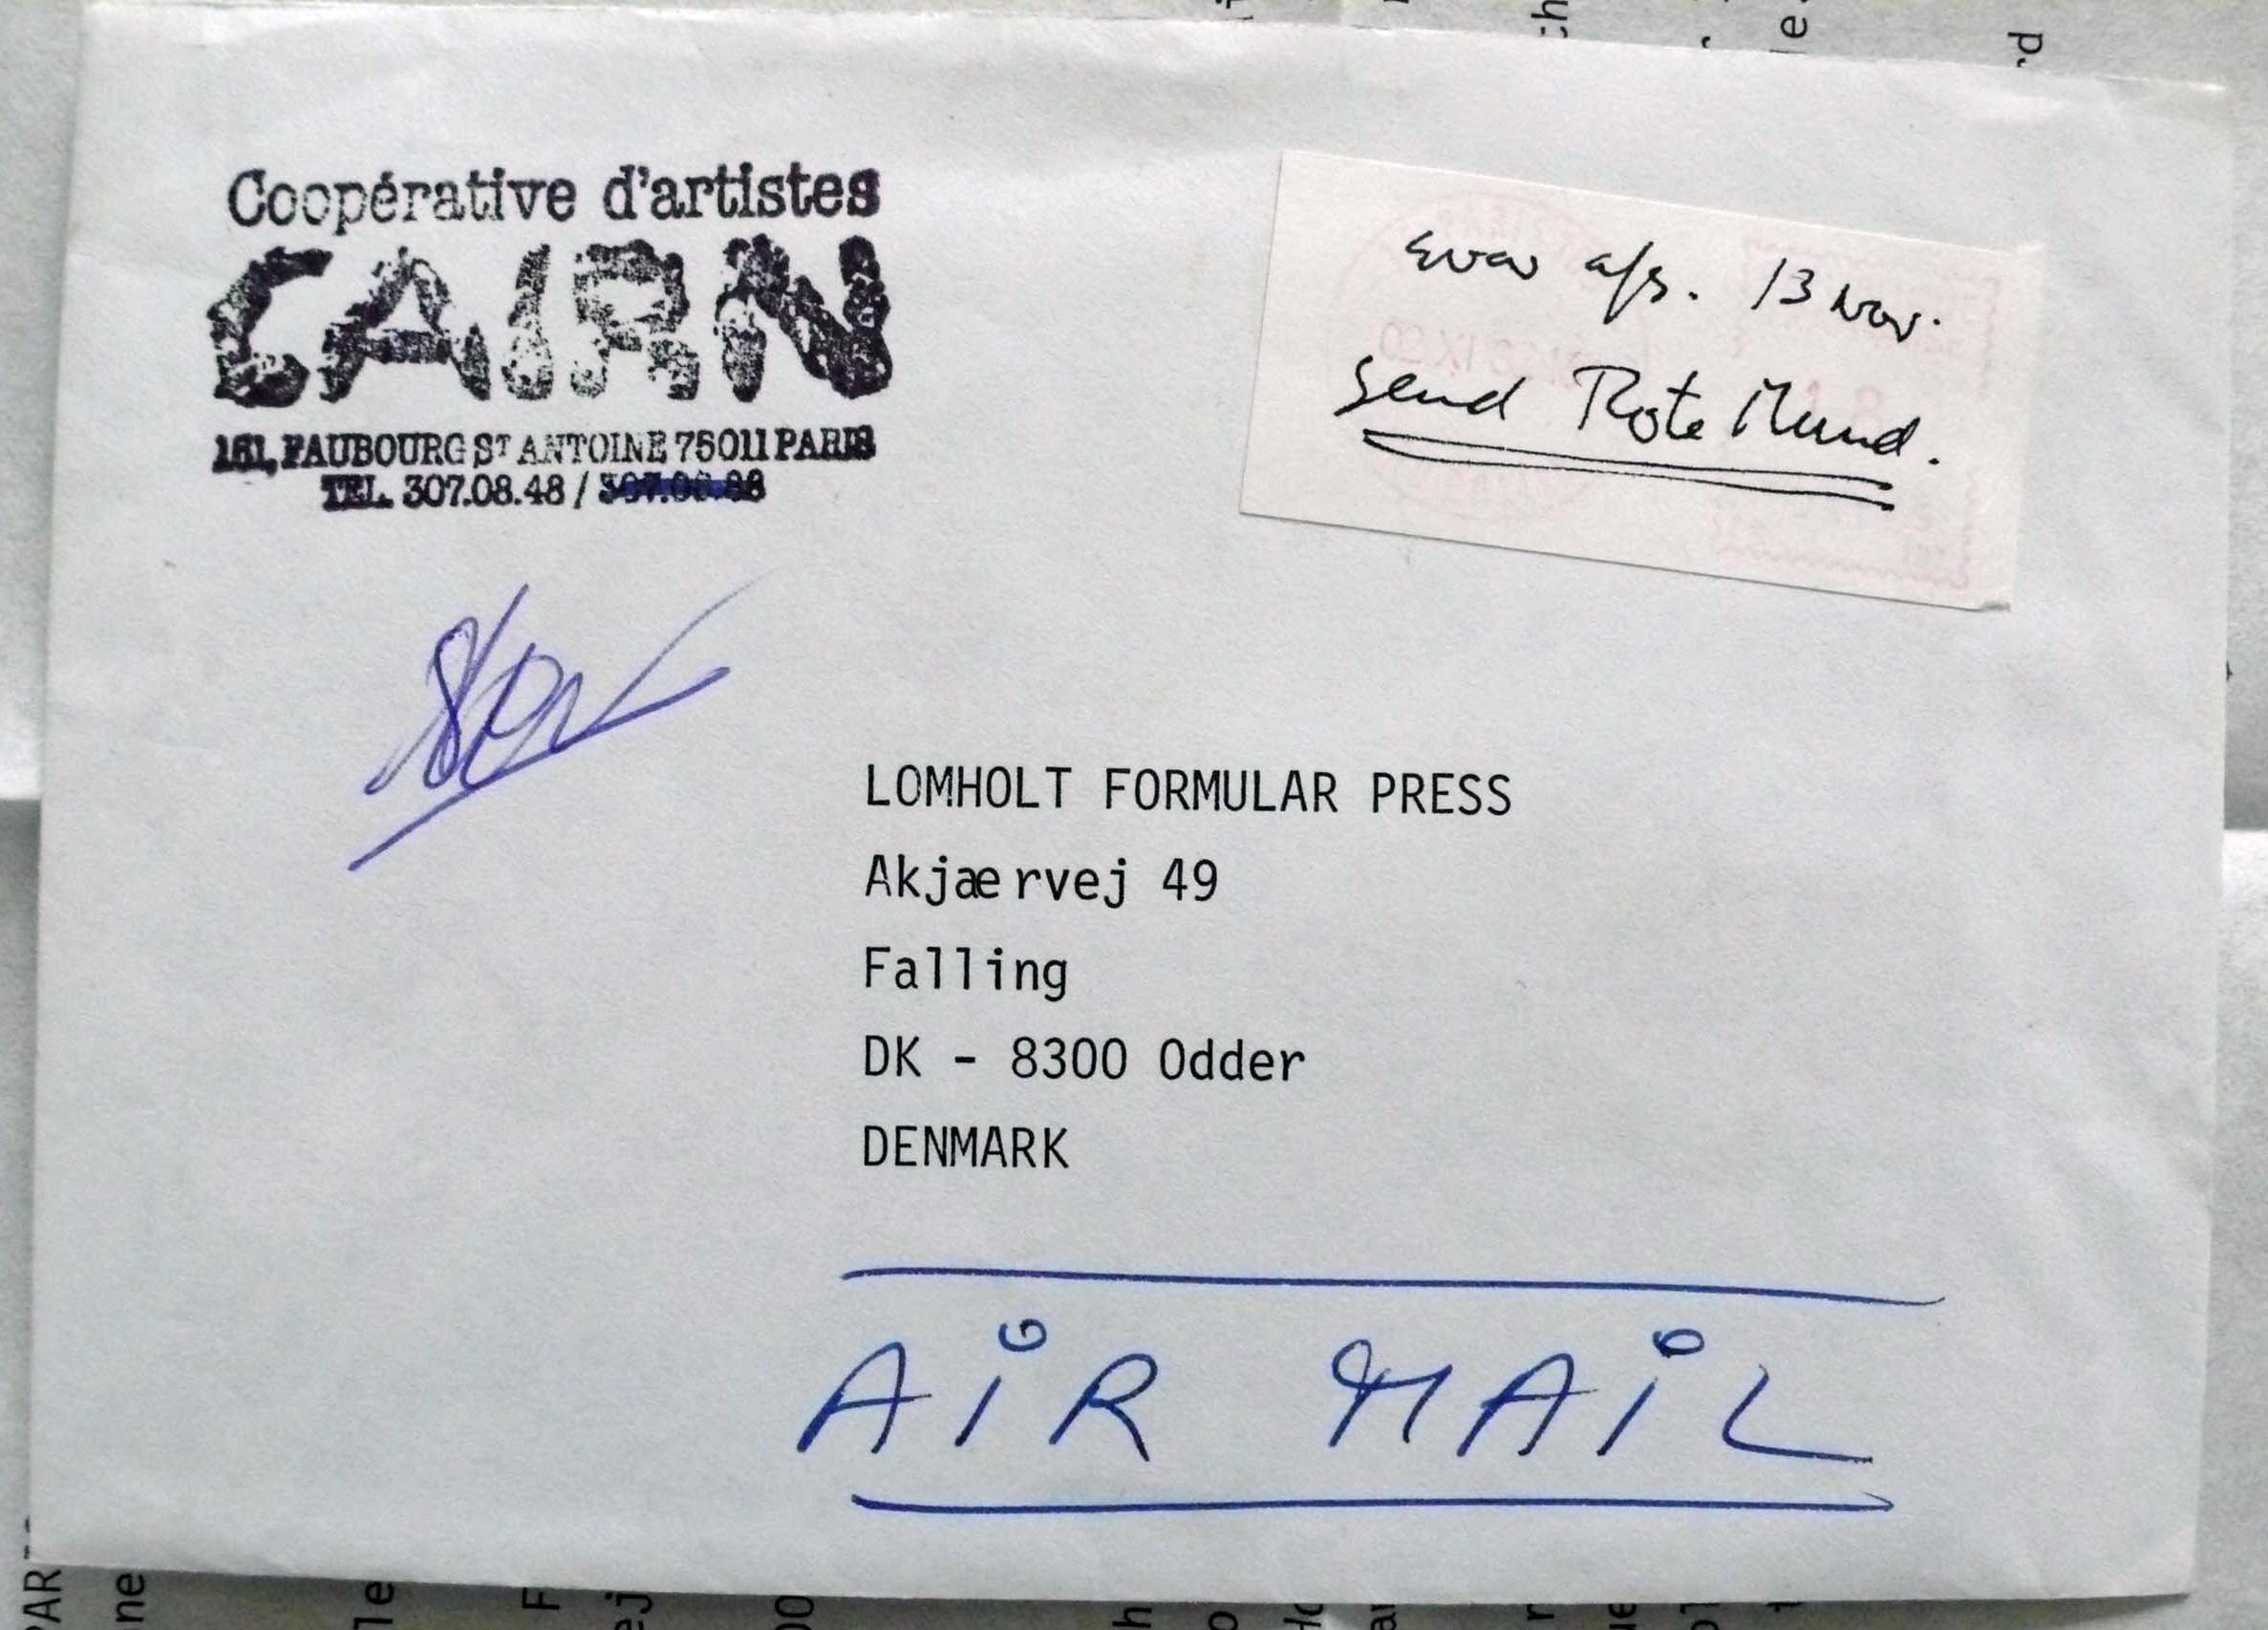 Coopérative d'artistes
CAIRN
161, FAUBOURG ST ANTOINE 75011 PARIS
TEL. 307.08.48 /
svar afs. 13 Nov.
send Rote Mund.
LOMHOLT FORMULAR PRESS
Akjærvej 49
Falling
DK - 8300 Odder
DENMARK
AiR MAiL